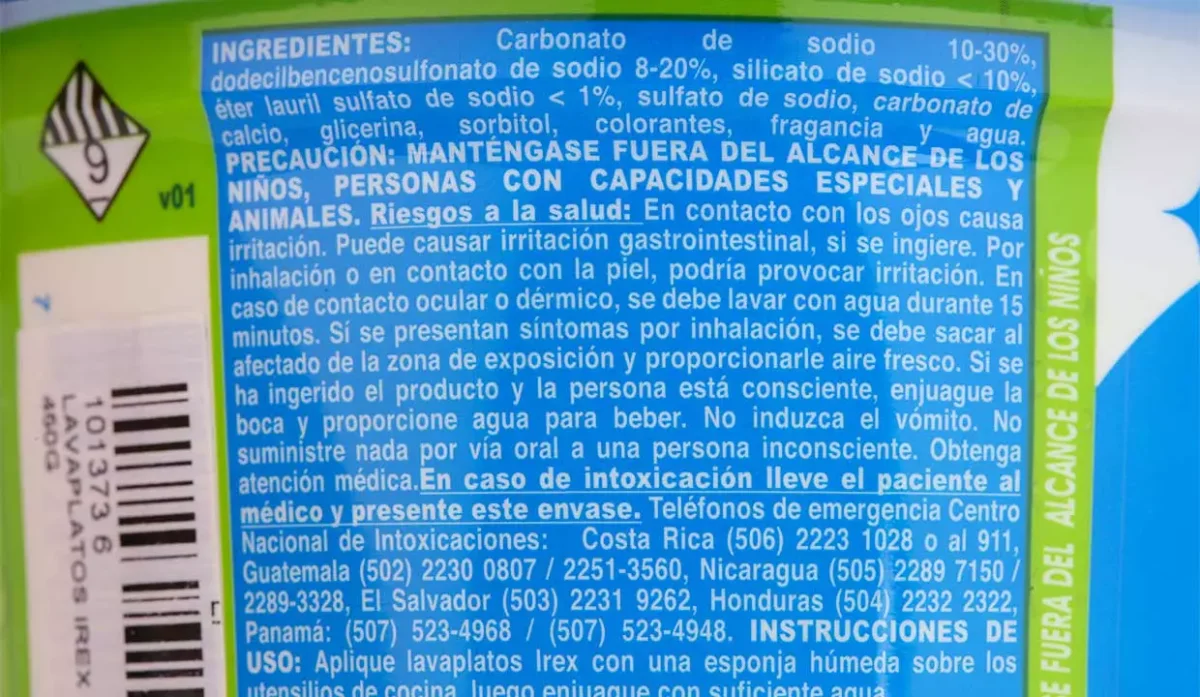 INGREDIENTES: Carbonato de sodio 10-30%,
dodecilbencenosulfonato de sodio 8-20%, silicato de sodio < 10%,
éter lauril sulfato de sodio < 1%, sulfato de sodio, carbonato de
calcio, glicerina, sorbitol, colorantes, fragancia y agua.
PRECAUCIÓN: MANTÉNGASE FUERA DEL ALCANCE DE LOS
NIÑOS, PERSONAS CON CAPACIDADES ESPECIALES Y
ANIMALES. Riesgos a la salud: En contacto con los ojos causa
irritación. Puede causar irritación gastrointestinal, si se ingiere. Por
inhalación o en contacto con la piel, podría provocar irritación. En
caso de contacto ocular o dérmico, se debe lavar con agua durante 15
minutos. Sí se presentan síntomas por inhalación, se debe sacar al
afectado de la zona de exposición y proporcionarle aire fresco. Si se
ha ingerido el producto y la persona está consciente, enjuague la
boca y proporcione agua para beber. No induzca el vómito. No
suministre nada por vía oral a una persona inconsciente. Obtenga
atención médica.En caso de intoxicación lleve el paciente al
médico y presente este envase. Teléfonos de emergencia Centro
Nacional de Intoxicaciones: Costa Rica (506) 2223 1028 o al 911,
Guatemala (502) 2230 0807 / 2251-3560, Nicaragua (505) 2289 7150 /
2289-3328, El Salvador (503) 2231 9262, Honduras (504) 2232 2322,
Panamá: (507) 523-4968 / (507) 523-4948. INSTRUCCIONES DE
USO: Aplique lavaplatos Irex con una esponja húmeda sobre los
utensilios de cocina, luego enjuague con suficiente agua
9
v01
7
101373 6
LAVAPLATOS IREX
460G
E FUERA DEL ALCANCE DE LOS NIÑOS